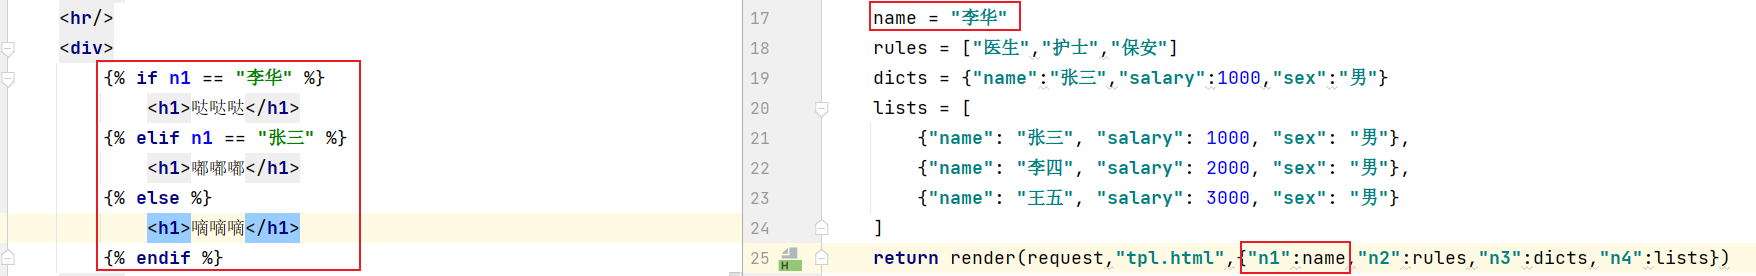 <hr/>
<div>
{% if n1 == "李华" %}
<h1>哒哒哒</h1>
{% elif n1 == "张三" %}
<h1>嘟嘟嘟</h1>
{% else %}
<h1>嘀嘀嘀</h1>
{% endif %}
17 name = "李华"
18 rules = ["医生","护士","保安"]
19 dicts = {"name":"张三","salary":1000,"sex":"男"}
20 lists = [
21 {"name": "张三", "salary": 1000, "sex": "男"},
22 {"name": "李四", "salary": 2000, "sex": "男"},
23 {"name": "王五", "salary": 3000, "sex": "男"}
24 ]
25 return render(request,"tpl.html",{"n1":name,"n2":rules,"n3":dicts,"n4":lists})